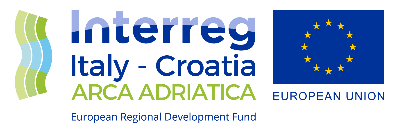 Interreg
Italy - Croatia
ARCA ADRIATICA
EUROPEAN UNION
European Regional Development Fund